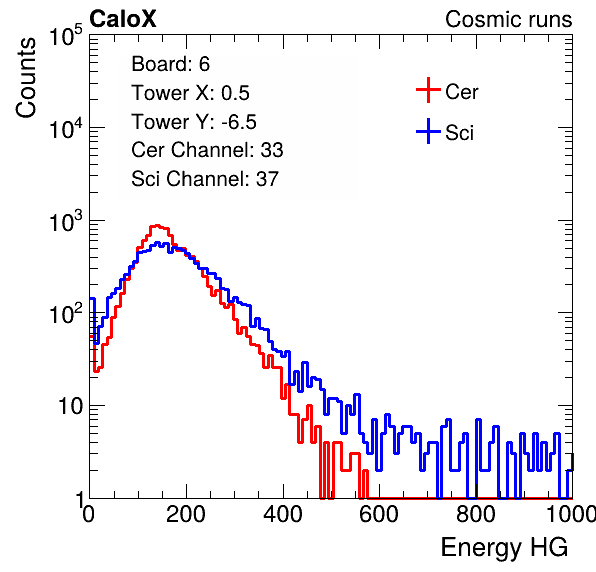 CaloX Cosmic runs
Counts
10^5
10^4
10^3
10^2
10
1
Board: 6
Tower X: 0.5
Tower Y: -6.5
Cer Channel: 33
Sci Channel: 37
Cer
Sci
0 200 400 600 800 1000
Energy HG